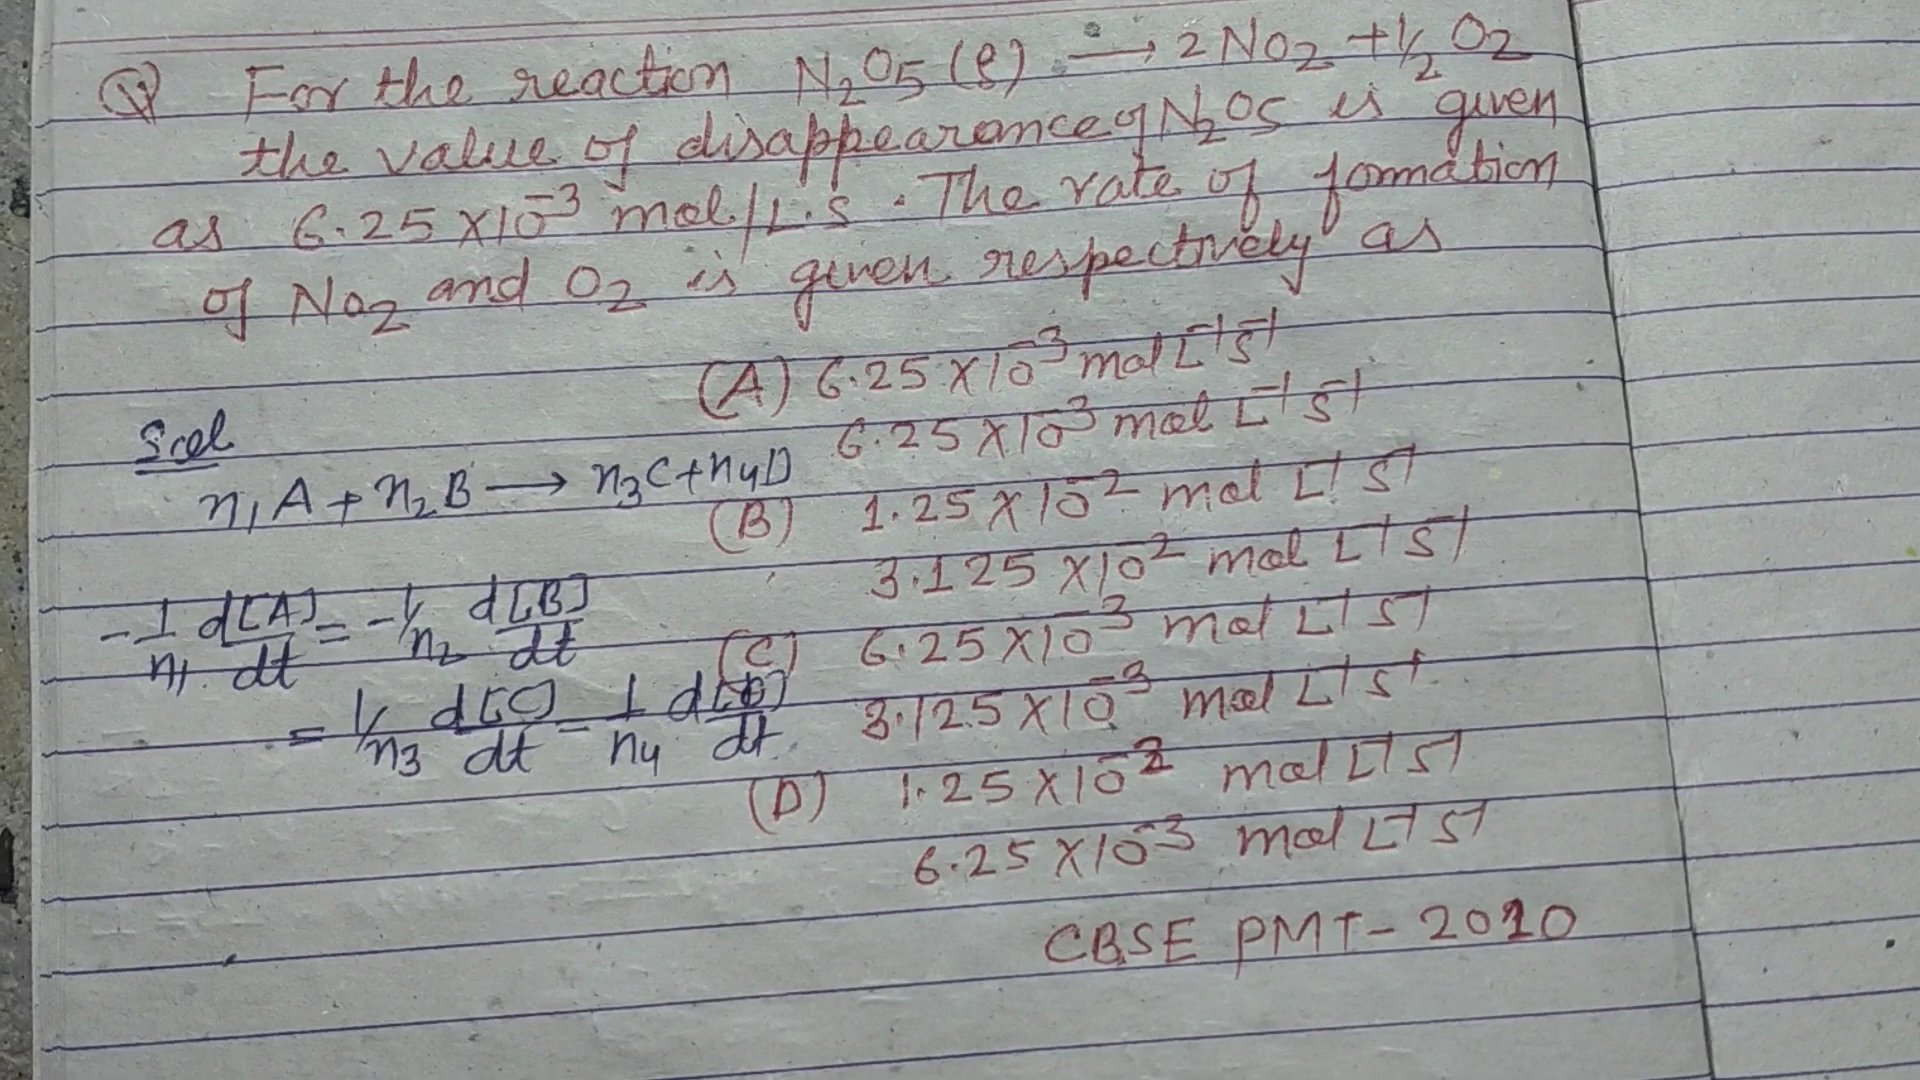 Q For the reaction N2O5(l) → 2NO2 + 1/2 O2
the value of disappearance of N2O5 is given
as 6.25 x 10^-3 mol/L.s. The rate of formation
of NO2 and O2 is given respectively as
(A) 6.25 x 10^-3 mol L^-1 s^-1
6.25 x 10^-3 mol L^-1 s^-1
Sol
n1A + n2B → n3C + n4D
(B) 1.25 x 10^-2 mol L^-1 s^-1
3.125 x 10^-2 mol L^-1 s^-1
-1/n1 d[A]/dt = -1/n2 d[B]/dt
(C) 6.25 x 10^-3 mol L^-1 s^-1
= 1/n3 d[C]/dt = 1/n4 d[D]/dt
3.125 x 10^-3 mol L^-1 s^-1
(D) 1.25 x 10^-2 mol L^-1 s^-1
6.25 x 10^-3 mol L^-1 s^-1
CBSE PMT - 2010